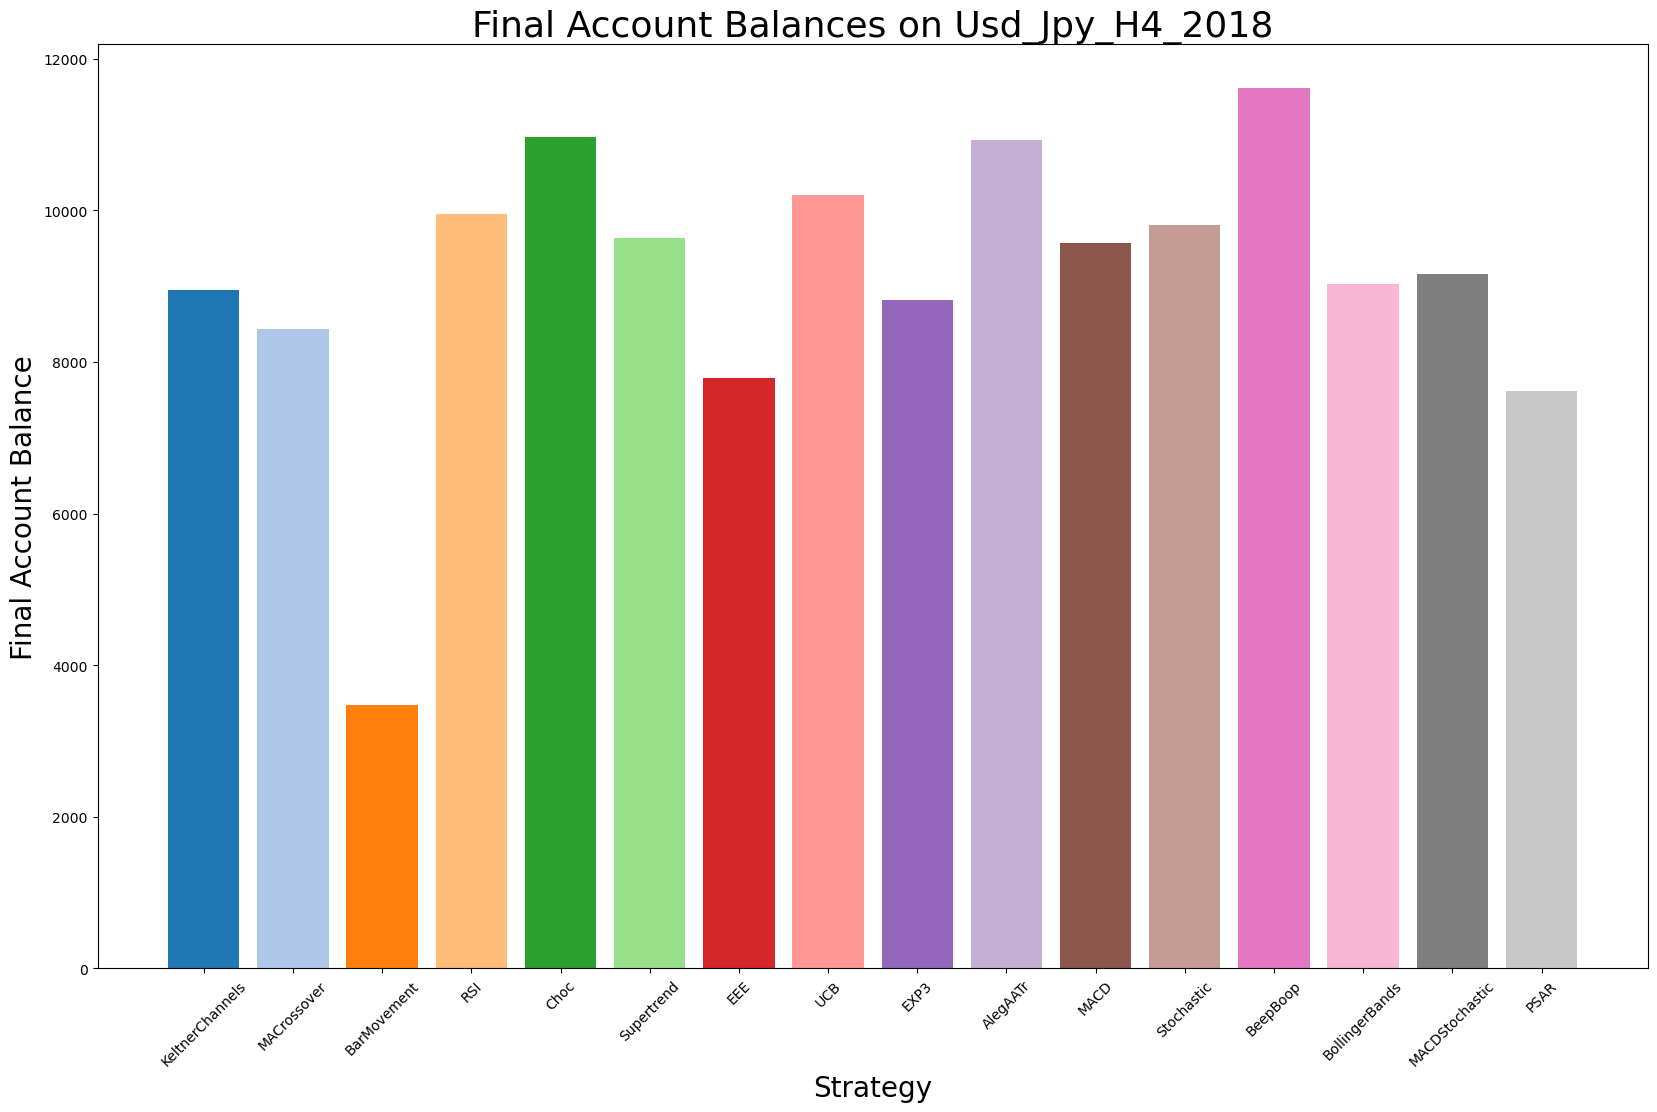 Final Account Balances on Usd_Jpy_H4_2018
Final Account Balance
12000
10000
8000
6000
4000
2000
0
KeltnerChannels
MACrossover
BarMovement
RSI
Choc
Supertrend
EEE
UCB
EXP3
AlegAATr
MACD
Stochastic
BeepBoop
BollingerBands
MACDStochastic
PSAR
Strategy